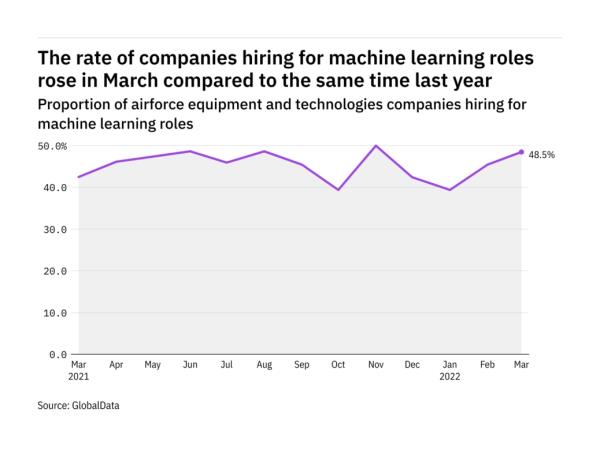 The rate of companies hiring for machine learning roles
rose in March compared to the same time last year
Proportion of airforce equipment and technologies companies hiring for
machine learning roles
50.0%
48.5%
40.0
30.0
20.0
10.0
0.0
Mar Apr May Jun Jul Aug Sep Oct Nov Dec Jan Feb Mar
2021 2022
Source: GlobalData